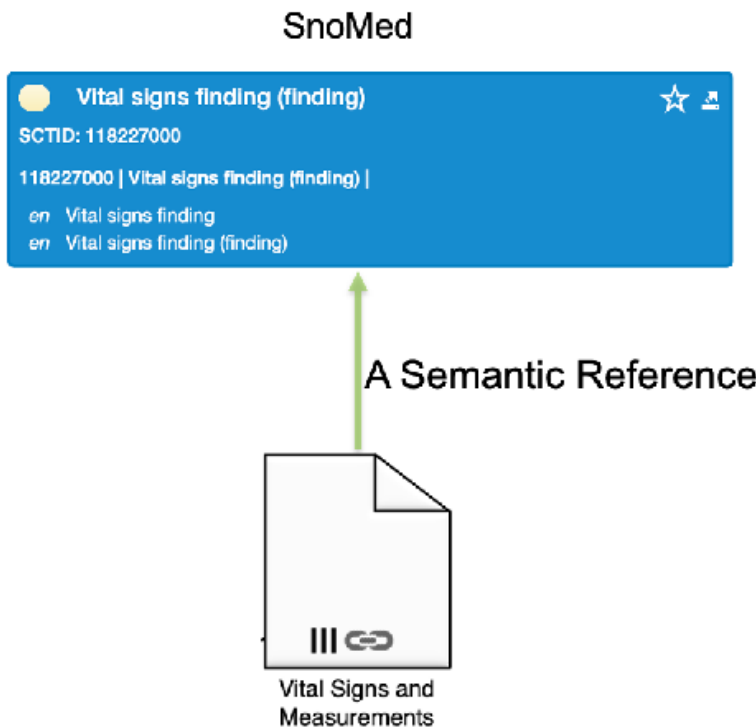 SnoMed
Vital signs finding (finding)
SCTID: 118227000
118227000 | Vital signs finding (finding) |
en Vital signs finding
en Vital signs finding (finding)
A Semantic Reference
Vital Signs and
Measurements